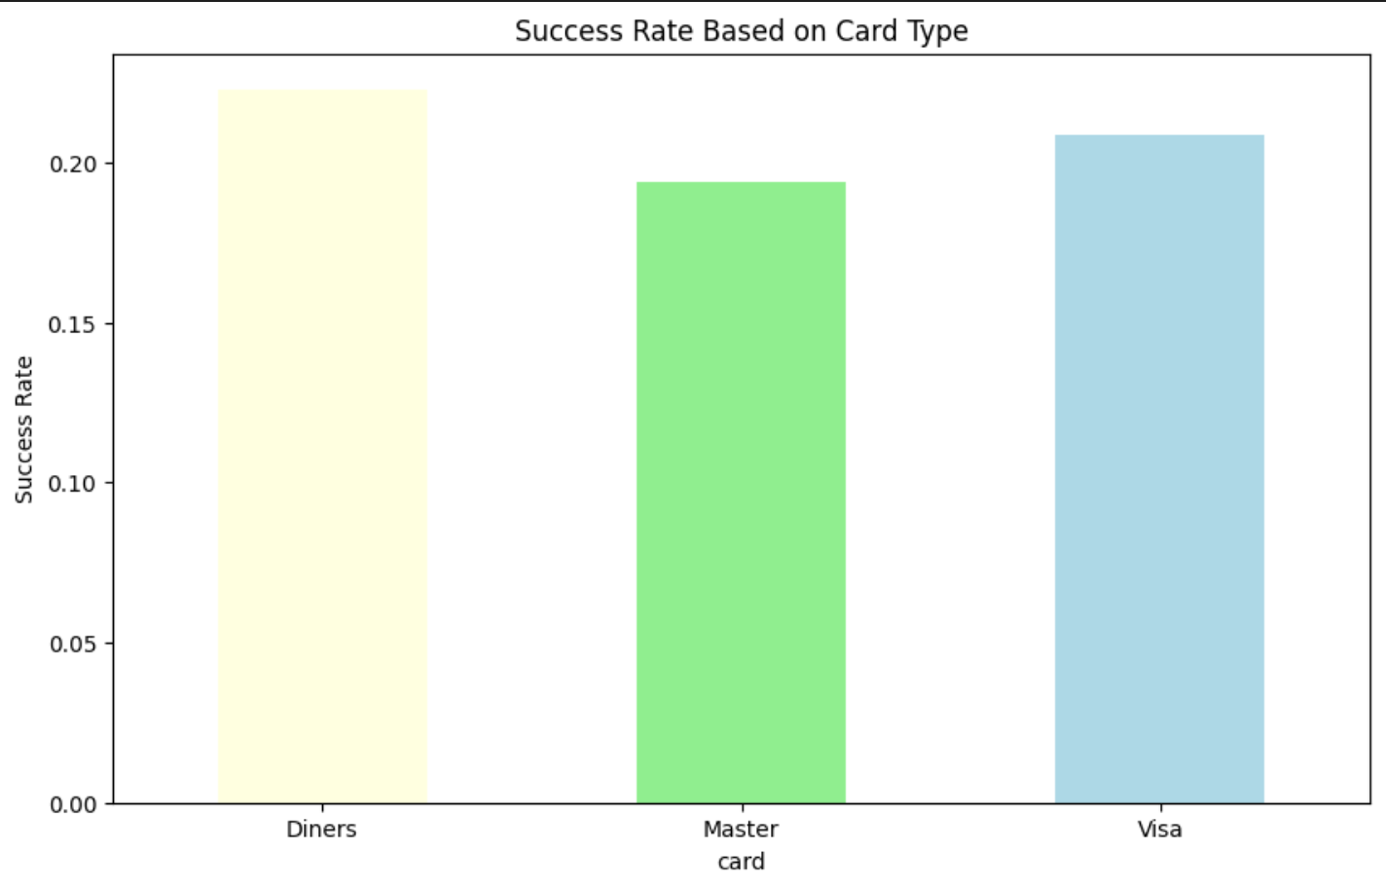 Success Rate Based on Card Type
Success Rate
0.20
0.15
0.10
0.05
0.00
Diners Master Visa
card